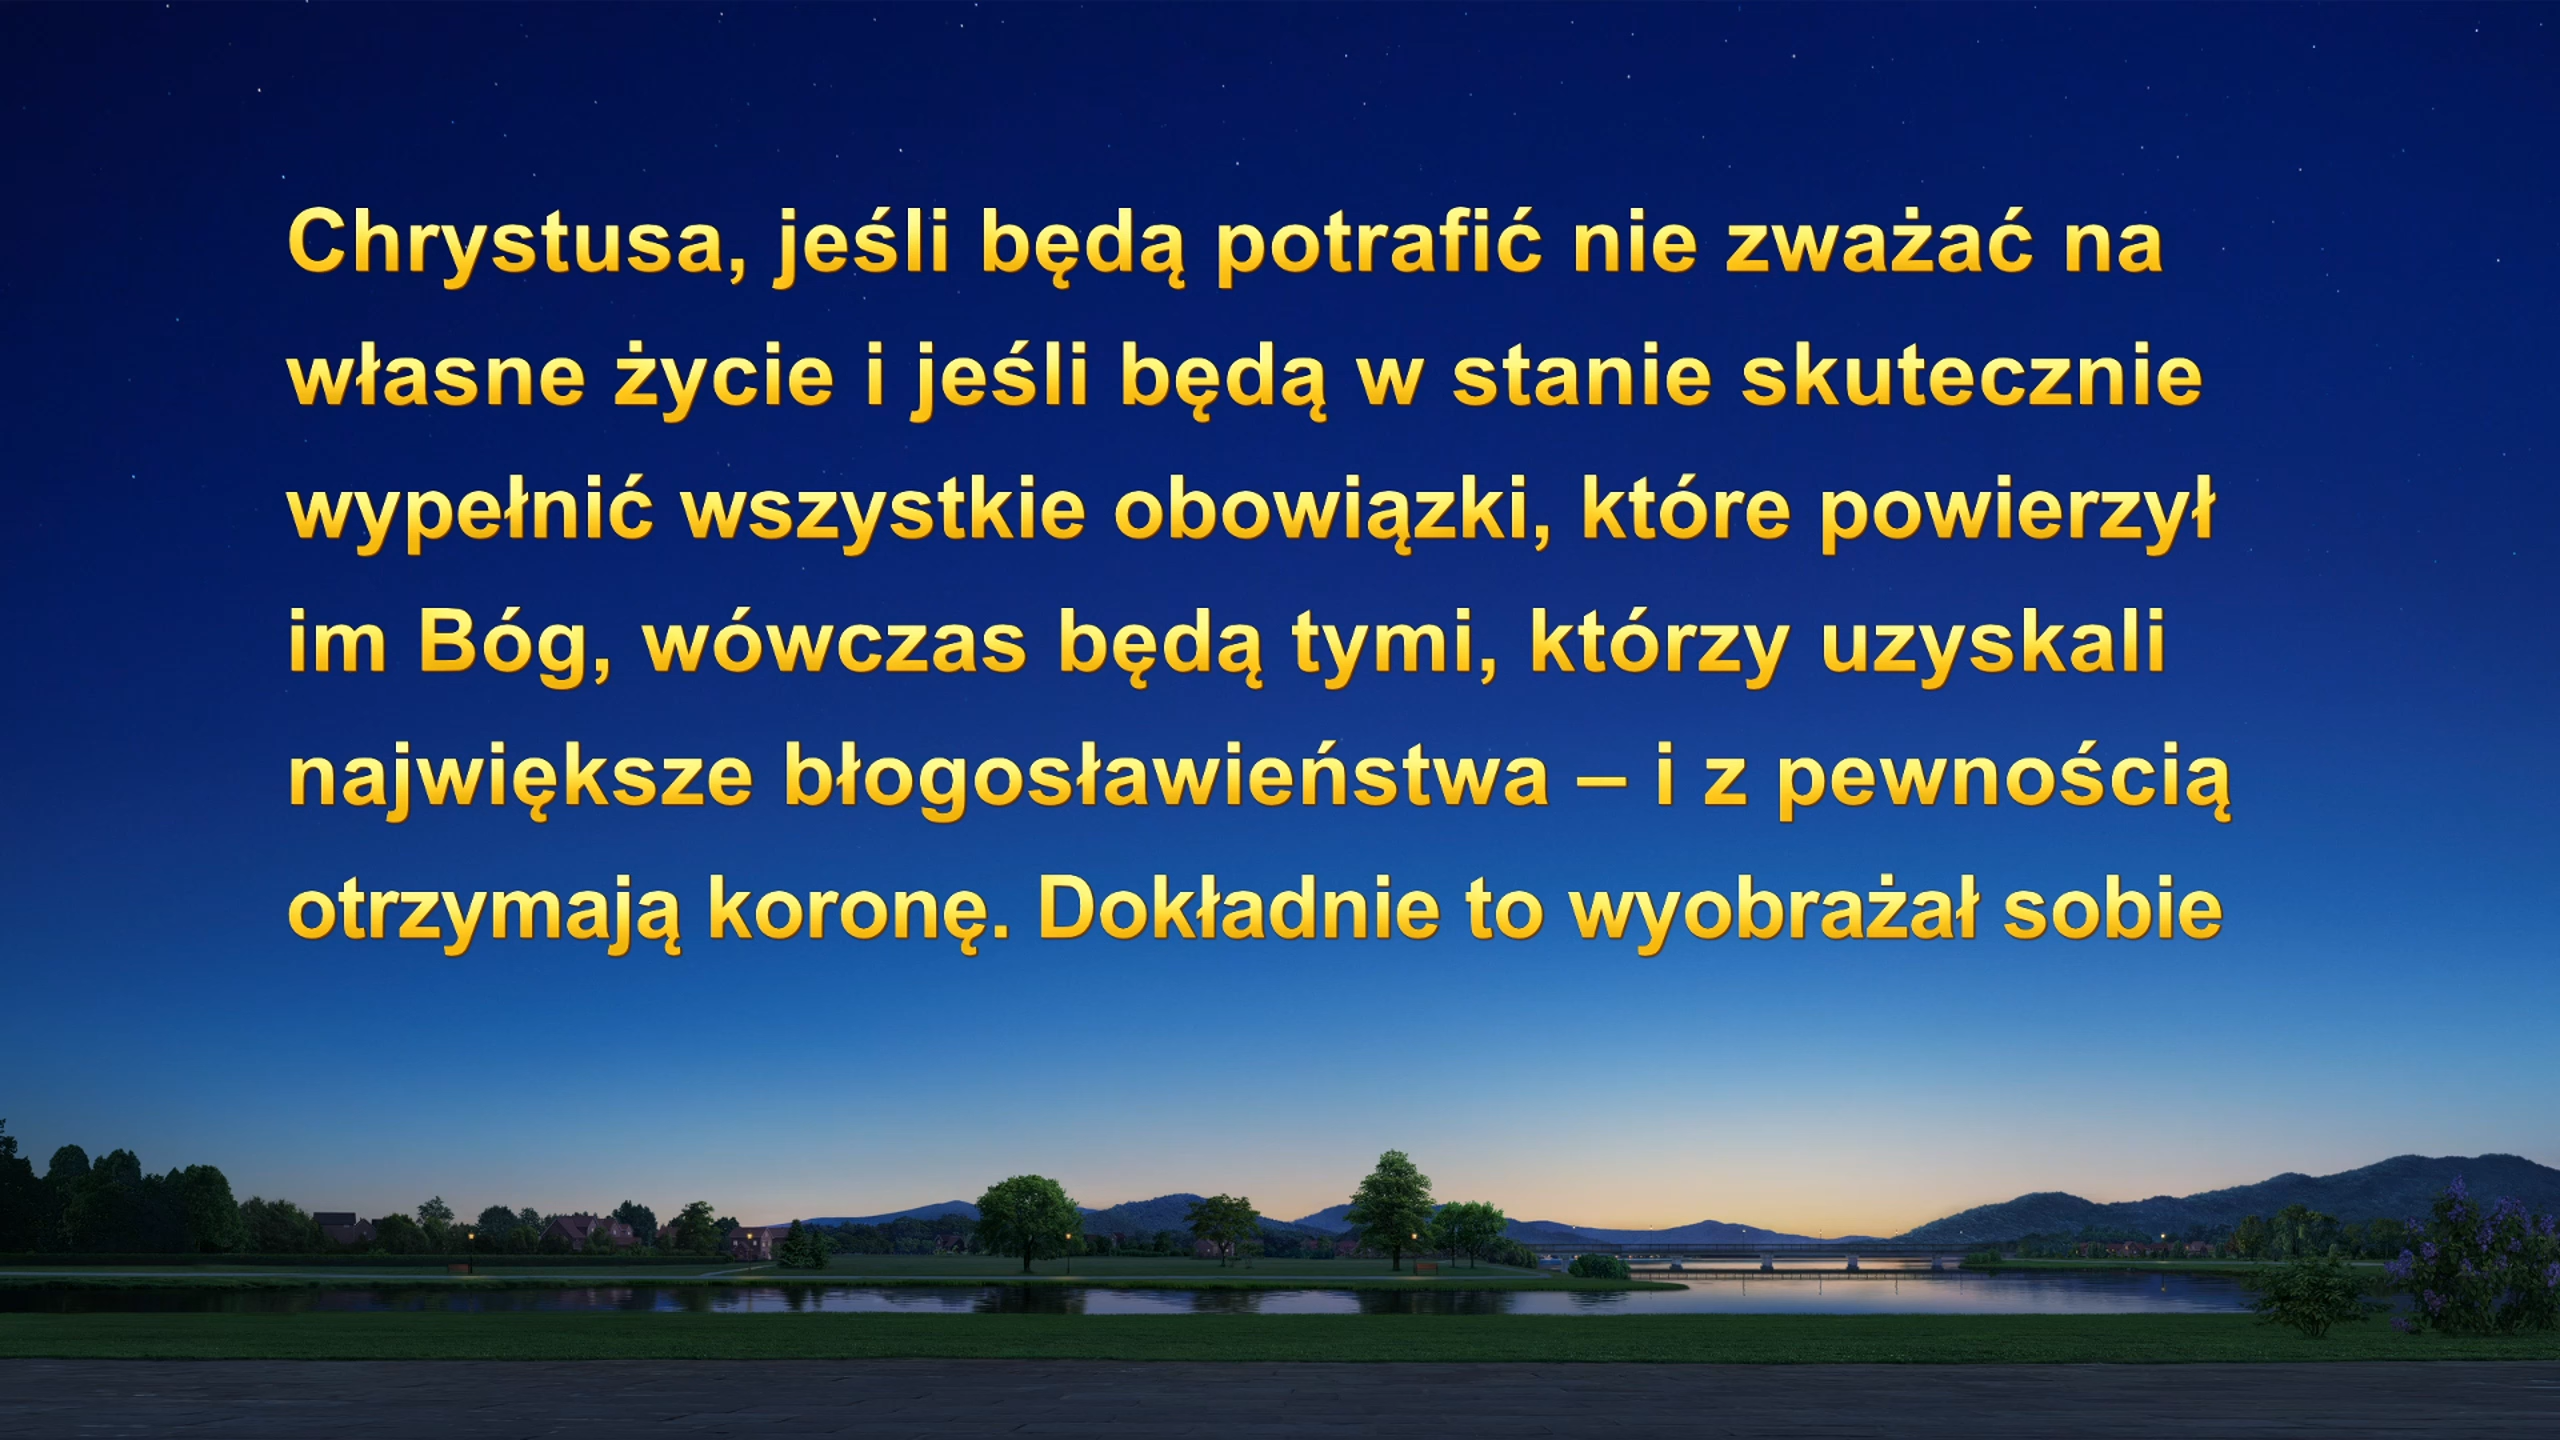 Chrystusa, jeśli będą potrafić nie zważać na
własne życie i jeśli będą w stanie skutecznie
wypełnić wszystkie obowiązki, które powierzył
im Bóg, wówczas będą tymi, którzy uzyskali
największe błogosławieństwa – i z pewnością
otrzymają koronę. Dokładnie to wyobrażał sobie